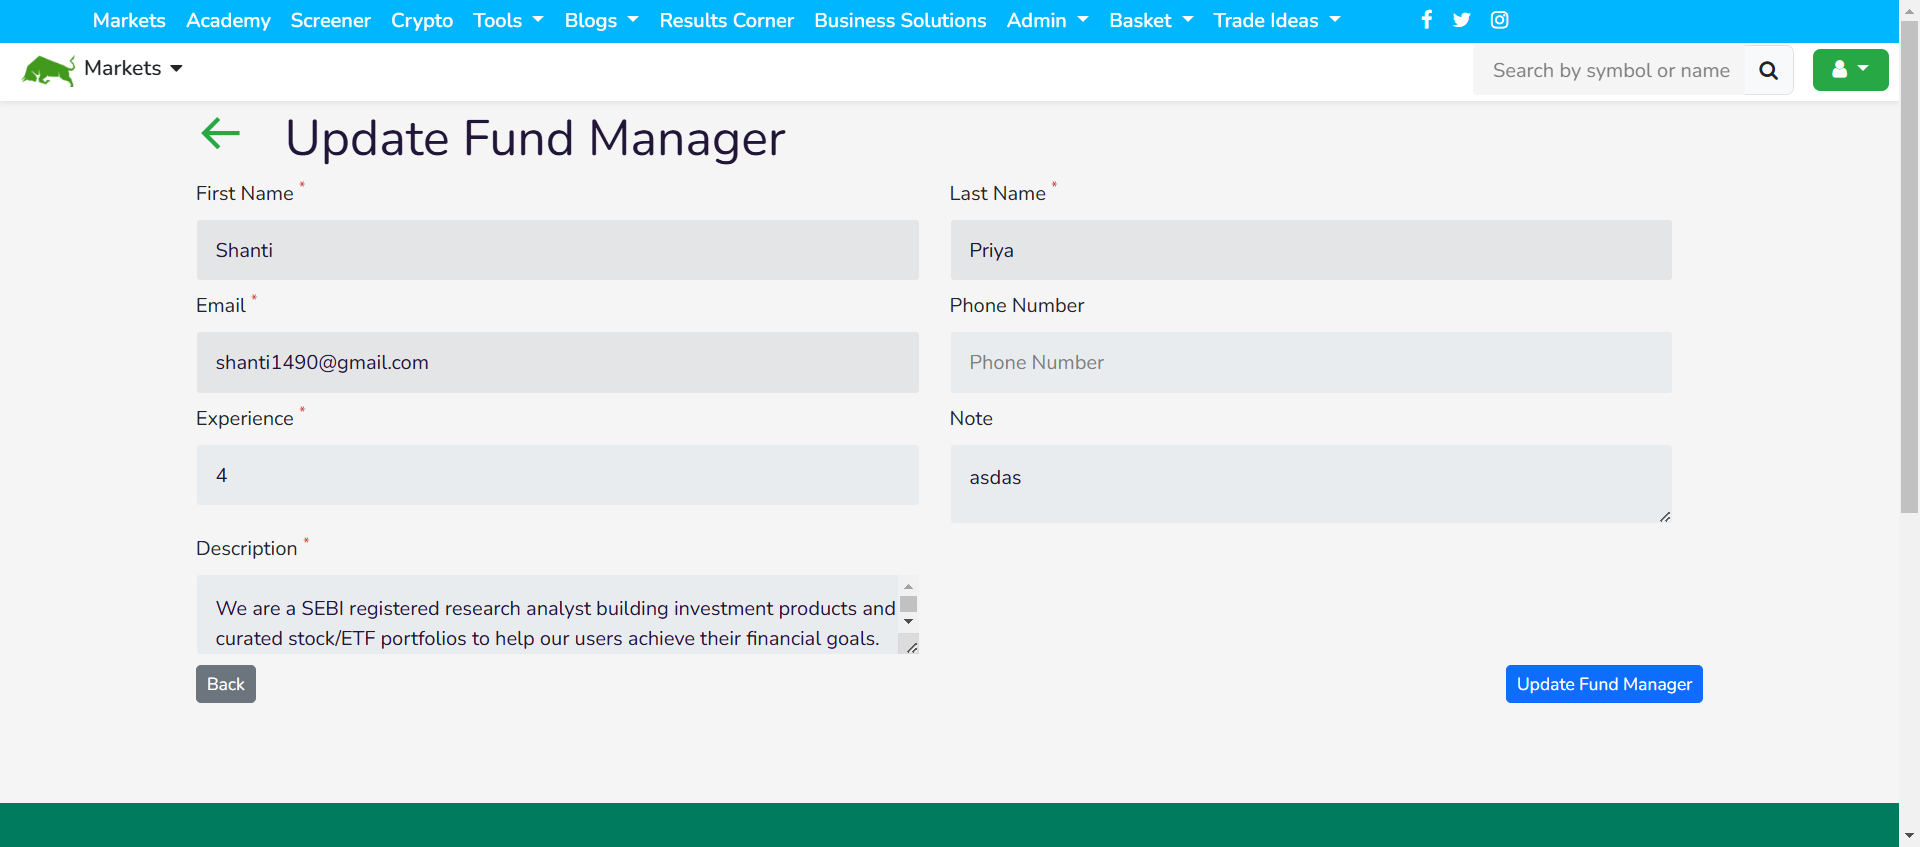 Markets Academy Screener Crypto Tools Blogs Results Corner Business Solutions Admin Basket Trade Ideas
Markets Search by symbol or name
Update Fund Manager
First Name * Last Name *
Shanti Priya
Email * Phone Number
shanti1490@gmail.com Phone Number
Experience * Note
4 asdas
Description *
We are a SEBI registered research analyst building investment products and
curated stock/ETF portfolios to help our users achieve their financial goals.
Back Update Fund Manager